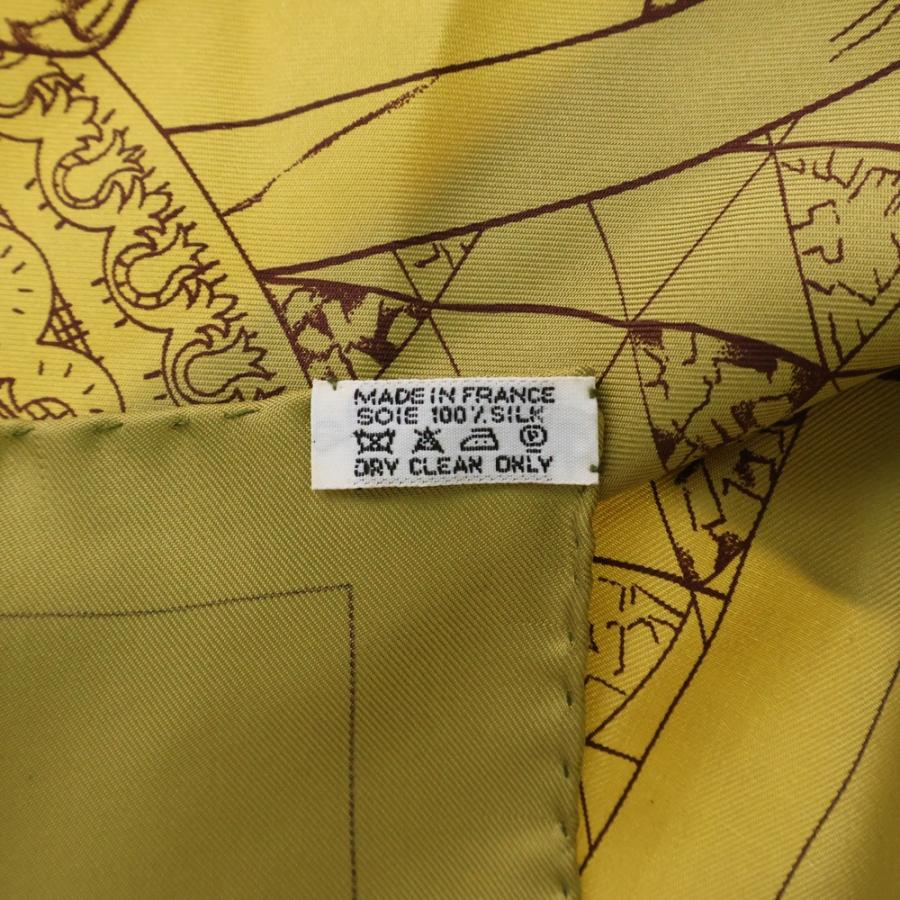 MADE IN FRANCE
SOIE 100% SILK
DRY CLEAN ONLY